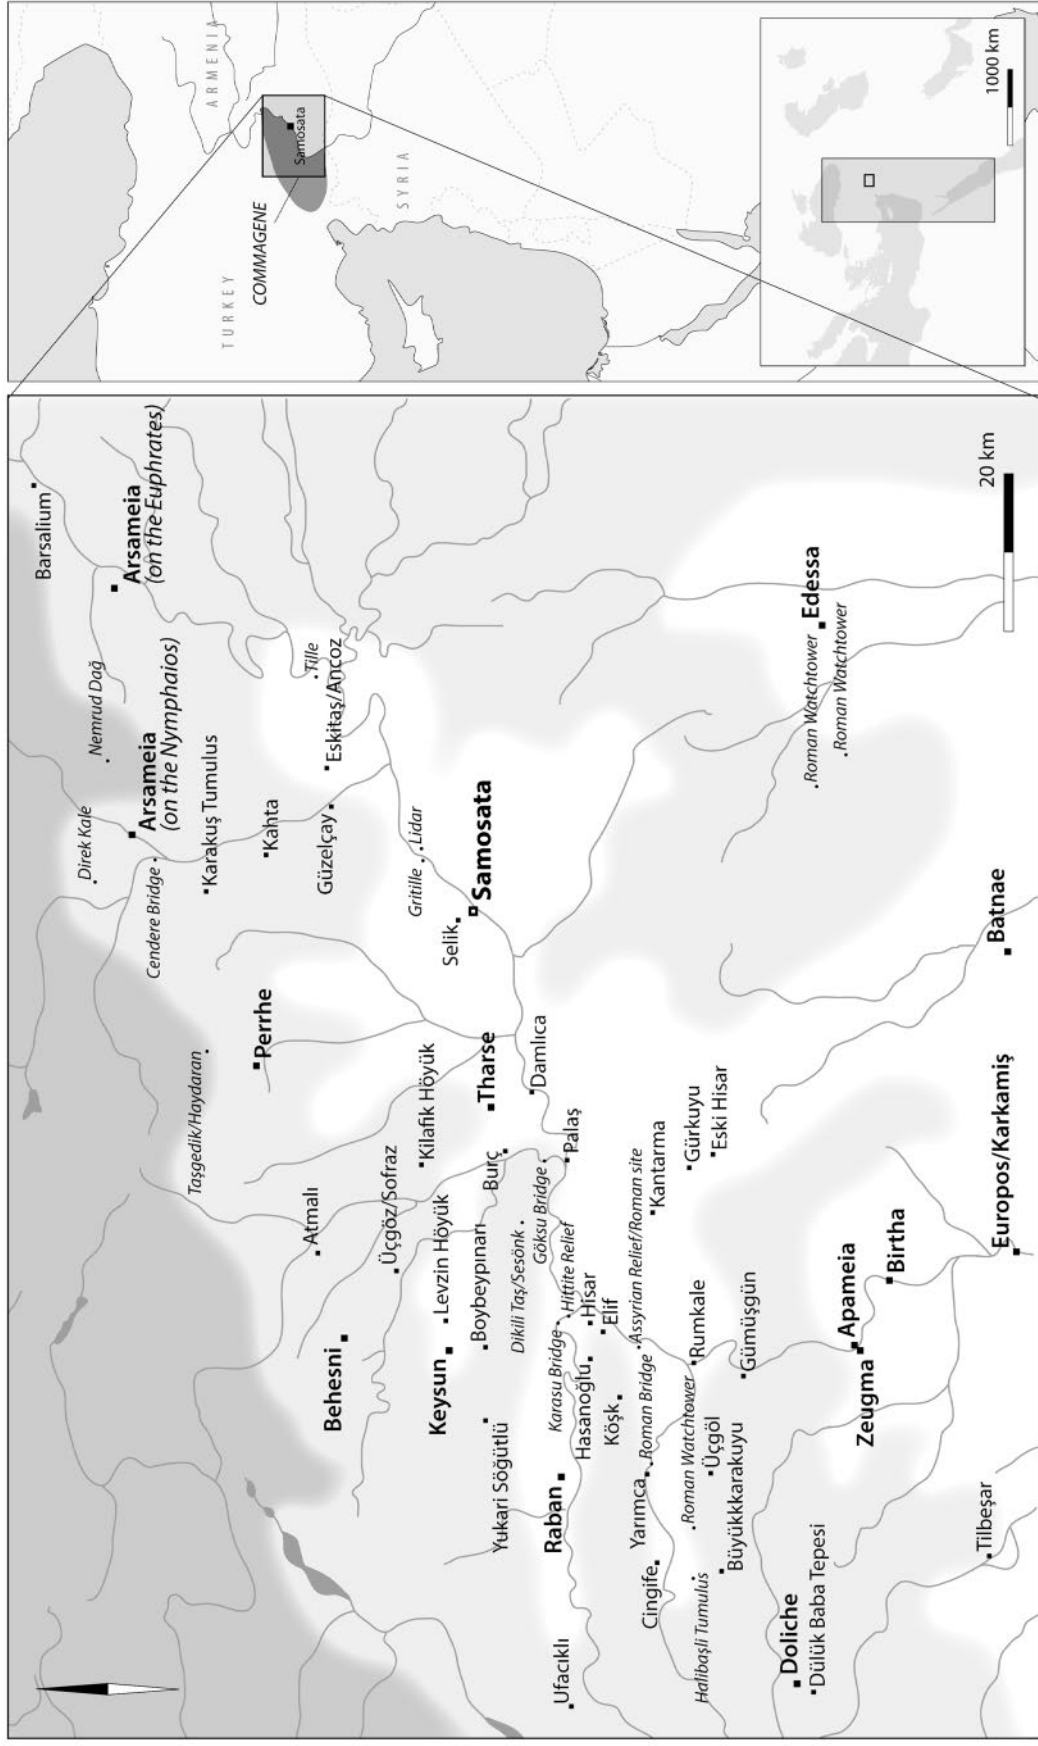 Barsalium
Arsameia
(on the Euphrates)
Nemrud Dağ
Direk Kale
Arsameia
(on the Nymphaios)
Cendere Bridge
Karakuş Tumulus
Taşgedik/Haydaran
Perrhe
Kahta
Tille
Eskitaş/Ancoz
Güzelçay
Atmalı
Behesni
Üçgöz/Sofraz
Kilafik Höyük
Gritille
Lidar
Keysun
Levzin Höyük
Selik
Samosata
Yukari Söğütlü
Boybeypınarı
Burç
Tharse
Dikili Taş/Sesönk
Göksu Bridge
Damlıca
Ufacıklı
Raban
Karasu Bridge
Hittite Relief
Palaş
Hasanoğlu
Hisar
Köşk
Elif
Cingife
Yarımca
Roman Bridge
Assyrian Relief/Roman site
Kantarma
Halibaşli Tumulus
Roman Watchtower
Rumkale
Gürkuyu
Üçgöl
Büyükkarakuyu
Gümüşgün
Eski Hisar
Doliche
Dülük Baba Tepesi
Zeugma
Apameia
Birtha
Roman Watchtower
Roman Watchtower
Edessa
Tilbeşar
Europos/Karkamiş
Batnae
20 km
ARMENIA
TURKEY
COMMAGENE
Samosata
SYRIA
1000 km